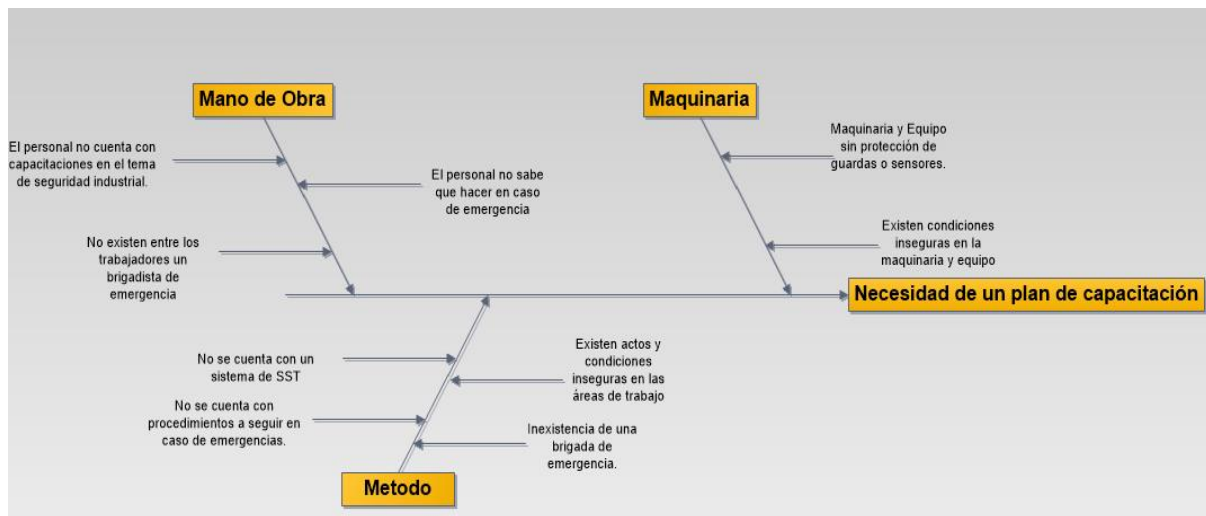 Mano de Obra
Maquinaria
El personal no cuenta con
capacitaciones en el tema
de seguridad industrial.
El personal no sabe
que hacer en caso
de emergencia
No existen entre los
trabajadores un
brigadista de
emergencia
Maquinaria y Equipo
sin protección de
guardas o sensores.
Existen condiciones
inseguras en la
maquinaria y equipo
Necesidad de un plan de capacitación
No se cuenta con un
sistema de SST
Existen actos y
condiciones
inseguras en las
áreas de trabajo
No se cuenta con
procedimientos a seguir en
caso de emergencias.
Inexistencia de una
brigada de
emergencia.
Metodo